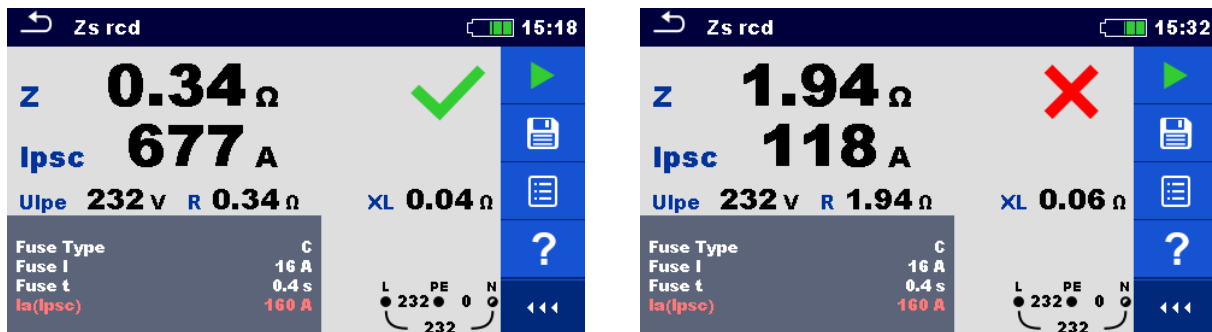 Zs rcd 15:18
Z 0.34 Ω
Ipsc 677 A
Ulpe 232 V R 0.34 Ω XL 0.04 Ω
Fuse Type C
Fuse I 16 A
Fuse t 0.4 s
Ia(Ipsc) 160 A
L PE N
232 0
232
?
Zs rcd 15:32
Z 1.94 Ω
Ipsc 118 A
Ulpe 232 V R 1.94 Ω XL 0.06 Ω
Fuse Type C
Fuse I 16 A
Fuse t 0.4 s
Ia(Ipsc) 160 A
L PE N
232 0
232
?